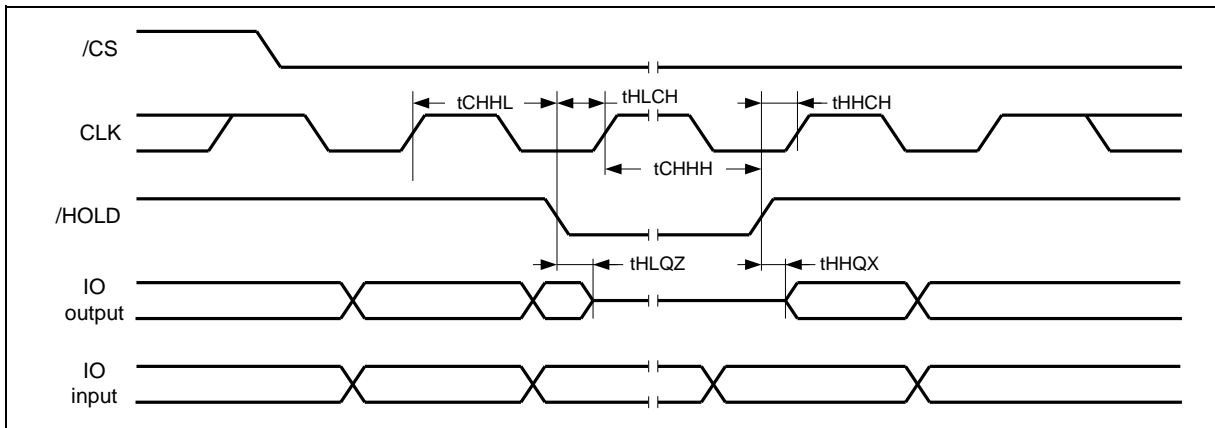 /CS
tCHHL
tHLCH
tHHCH
CLK
tCHHH
/HOLD
tHLQZ
tHHQX
IO
output
IO
input